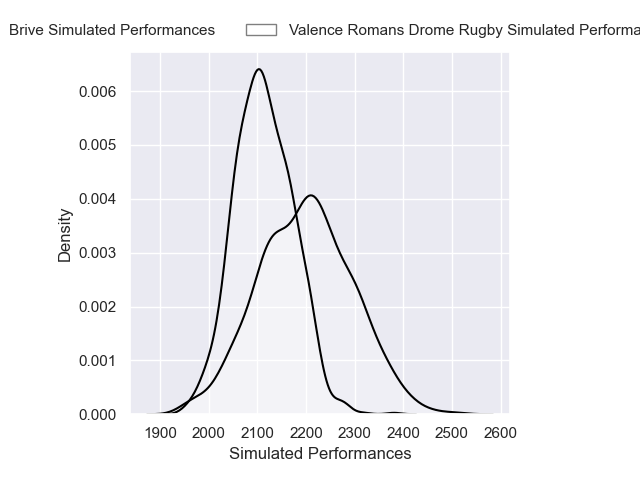 Brive Simulated Performances
Valence Romans Drome Rugby Simulated Performa
Density
0.006
0.005
0.004
0.003
0.002
0.001
0.000
1900 2000 2100 2200 2300 2400 2500 2600
Simulated Performances